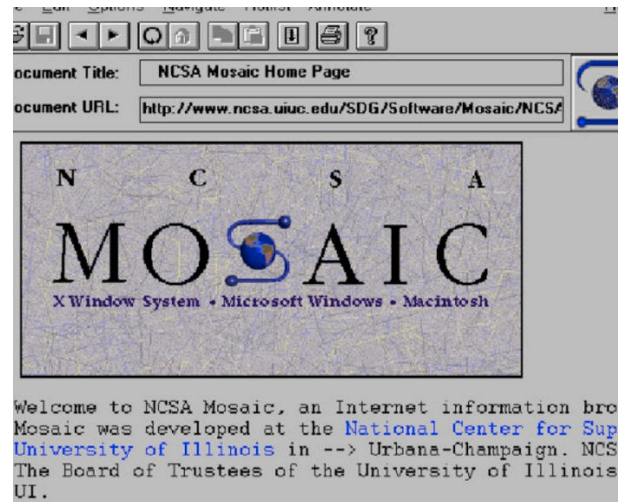 Edit Options Navigate Hotlist Annotate
ocument Title: NCSA Mosaic Home Page
ocument URL: http://www.ncsa.uiuc.edu/SDG/Software/Mosaic/NCSA
N C S A
MOSAIC
X Window System • Microsoft Windows • Macintosh
Welcome to NCSA Mosaic, an Internet information bro
Mosaic was developed at the National Center for Sup
University of Illinois in --> Urbana-Champaign. NCS
The Board of Trustees of the University of Illinois
UI.